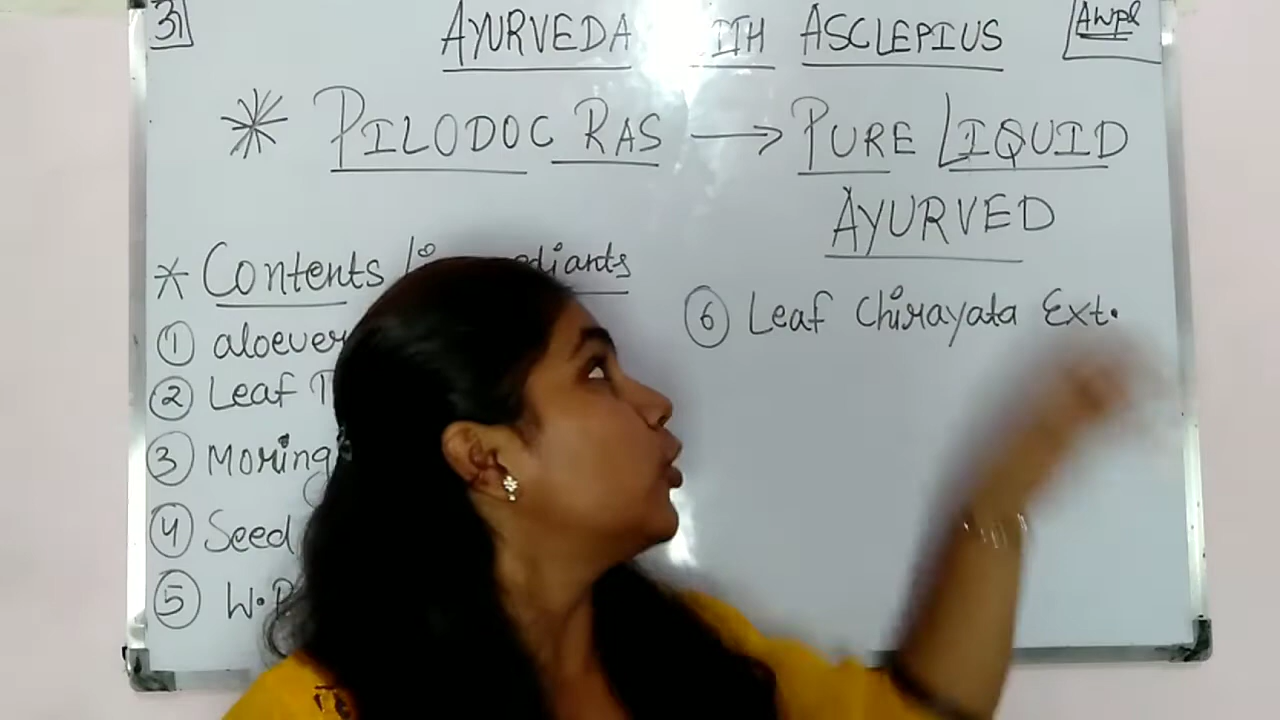 31
AYURVEDA ITH ASCLEPIUS
AWPL
* PILODOC RAS → PURE LIQUID
AYURVED
* Contents
① aloever
② Leaf
③ Moring
④ Seed
⑤ W.P
⑥ Leaf Chirayata Ext.